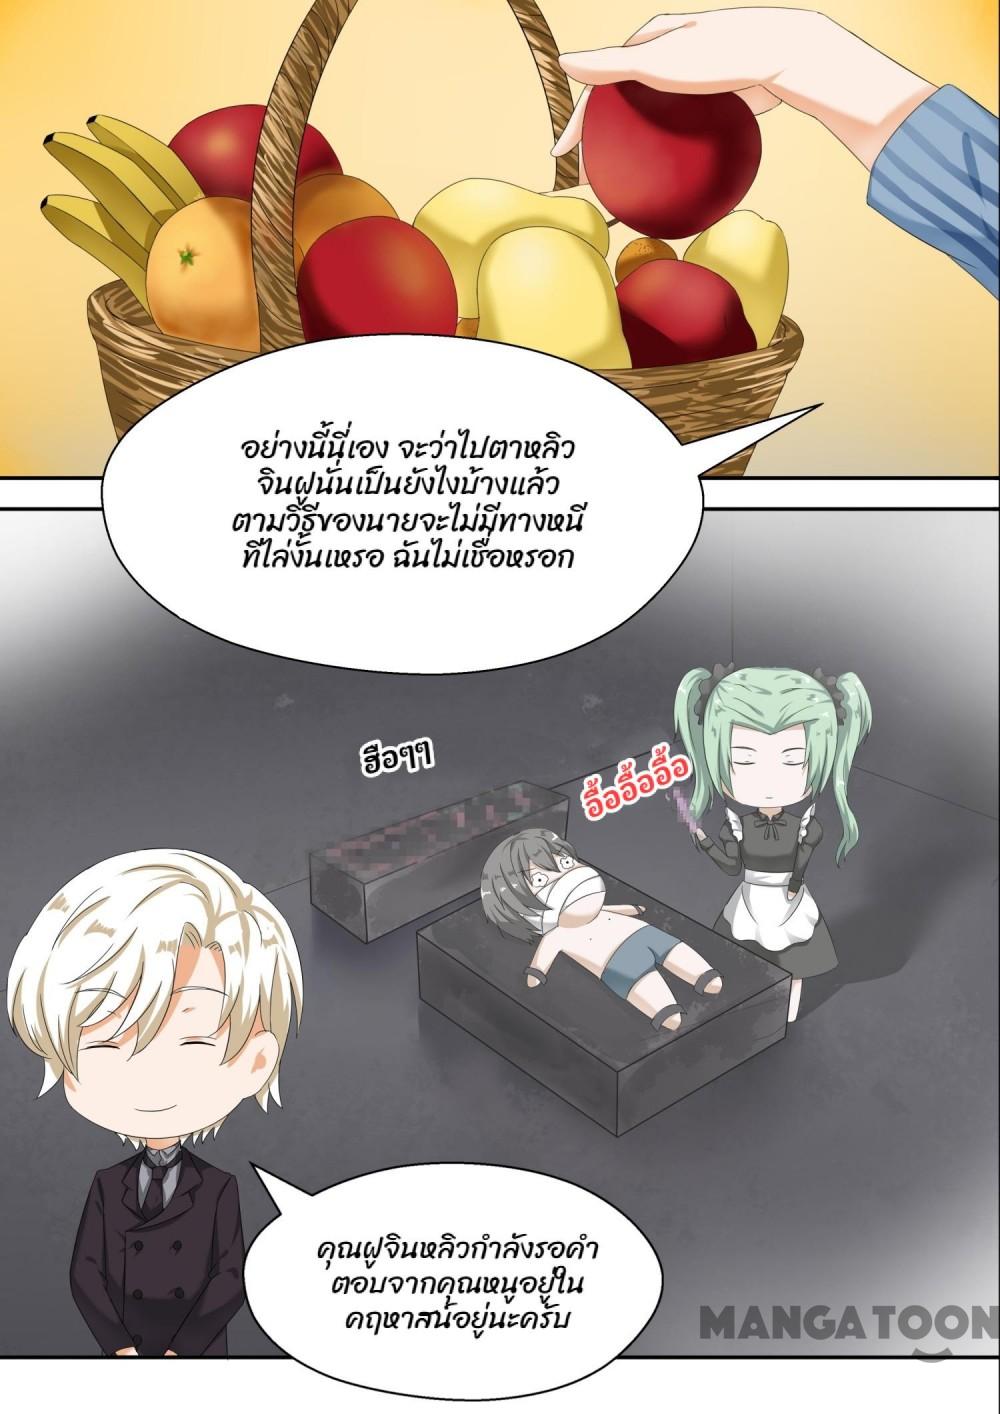 อย่างนี้นี่เอง จะว่าไปตาหลิว
จินฝูนั่นเป็นยังไงบ้างแล้ว
ตามวิธีของนายจะไม่มีทางหนี
ทีไล่งั้นเหรอ ฉันไม่เชื่อหรอก
ฮือๆๆ
อื้ออื้ออื้อ
คุณฝูจินหลิวกำลังรอคำ
ตอบจากคุณหนูอยู่ใน
คฤหาสน์อยู่นะครับ
MANGATOON